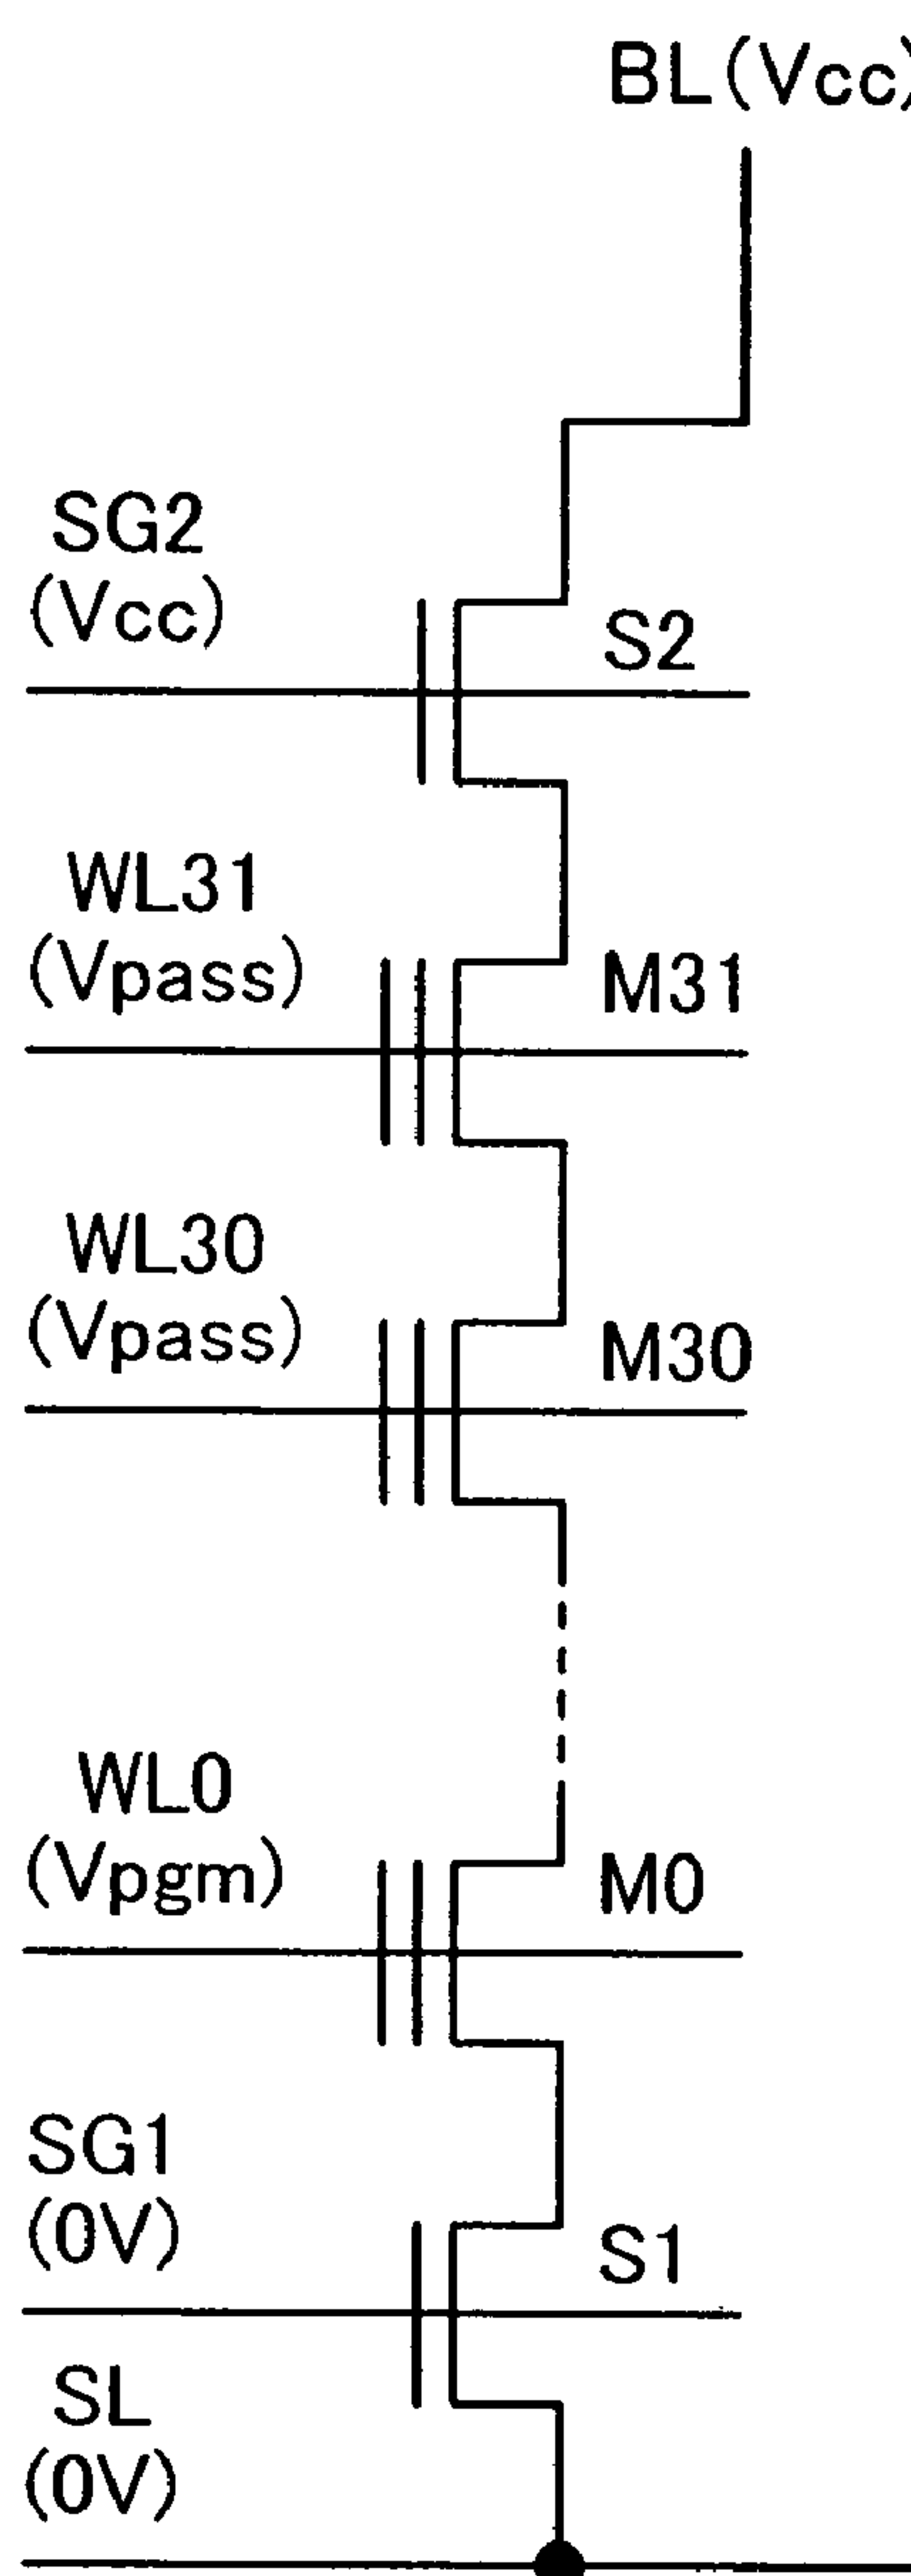 BL(Vcc)
SG2
(Vcc)
S2
WL31
(Vpass)
M31
WL30
(Vpass)
M30
WL0
(Vpgm)
M0
SG1
(0V)
S1
SL
(0V)